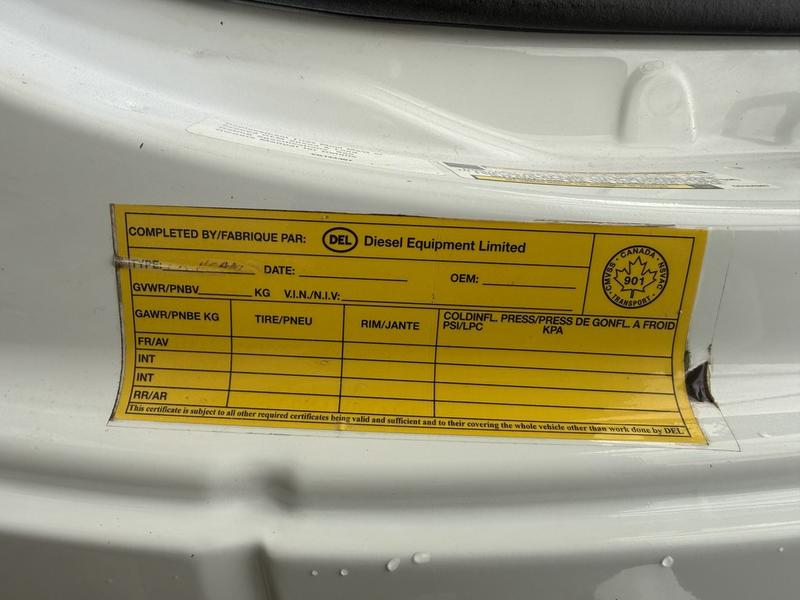 COMPLETED BY/FABRIQUE PAR: DEL Diesel Equipment Limited
TYPE: DATE: OEM:
GVWR/PNBV KG V.I.N./N.I.V:
CMVSS · CANADA · NSVAC
901
TRANSPORT
GAWR/PNBE KG TIRE/PNEU RIM/JANTE COLDINFL. PRESS/PRESS DE GONFL. A FROID
PSI/LPC KPA
FR/AV
INT
INT
RR/AR
This certificate is subject to all other required certificates being valid and sufficient and to their covering the whole vehicle other than work done by DEL